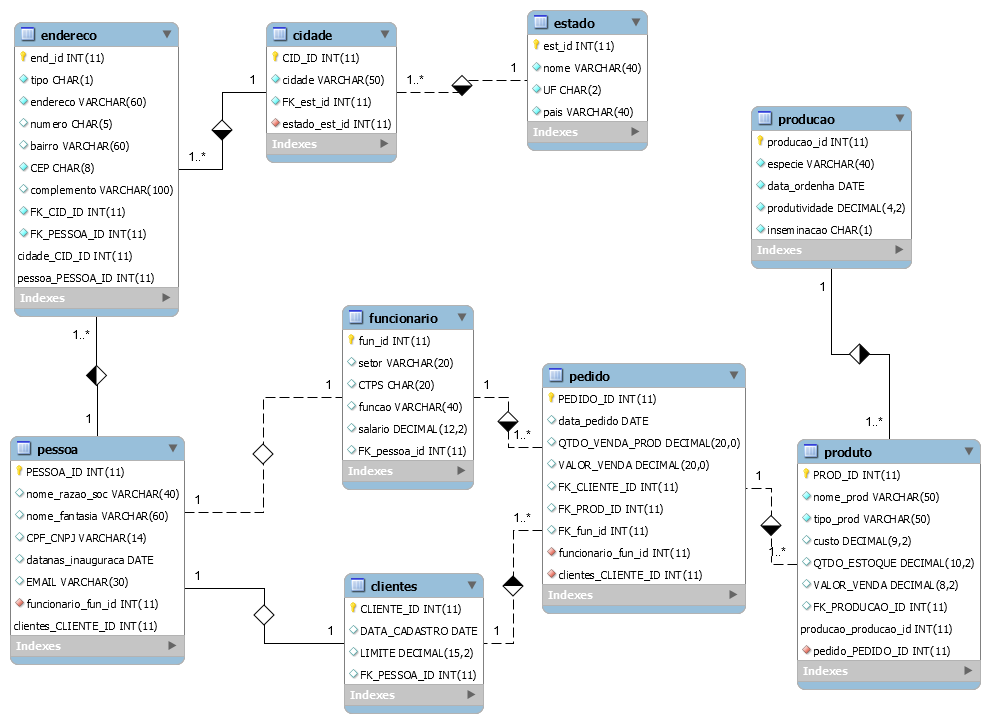 endereco
end_id INT(11)
tipo CHAR(1)
endereco VARCHAR(60)
numero CHAR(5)
bairro VARCHAR(60)
CEP CHAR(8)
complemento VARCHAR(100)
FK_CID_ID INT(11)
FK_PESSOA_ID INT(11)
cidade_CID_ID INT(11)
pessoa_PESSOA_ID INT(11)
Indexes
1
1..*
cidade
CID_ID INT(11)
cidade VARCHAR(50)
FK_est_id INT(11)
estado_est_id INT(11)
Indexes
1..*
1
estado
est_id INT(11)
nome VARCHAR(40)
UF CHAR(2)
pais VARCHAR(40)
Indexes
producao
producao_id INT(11)
especie VARCHAR(40)
data_ordenha DATE
produtividade DECIMAL(4,2)
inseminacao CHAR(1)
Indexes
1
1..*
1..*
1
funcionario
fun_id INT(11)
setor VARCHAR(20)
CTPS CHAR(20)
funcao VARCHAR(40)
salario DECIMAL(12,2)
FK_pessoa_id INT(11)
Indexes
1
1
1
1..*
pedido
PEDIDO_ID INT(11)
data_pedido DATE
QTDO_VENDA_PROD DECIMAL(20,0)
VALOR_VENDA DECIMAL(20,0)
FK_CLIENTE_ID INT(11)
FK_PROD_ID INT(11)
FK_fun_id INT(11)
funcionario_fun_id INT(11)
clientes_CLIENTE_ID INT(11)
Indexes
1
1..*
pessoa
PESSOA_ID INT(11)
nome_razao_soc VARCHAR(40)
nome_fantasia VARCHAR(60)
CPF_CNPJ VARCHAR(14)
datanas_inauguraca DATE
EMAIL VARCHAR(30)
funcionario_fun_id INT(11)
clientes_CLIENTE_ID INT(11)
Indexes
1
1
clientes
CLIENTE_ID INT(11)
DATA_CADASTRO DATE
LIMITE DECIMAL(15,2)
FK_PESSOA_ID INT(11)
Indexes
1
1..*
produto
PROD_ID INT(11)
nome_prod VARCHAR(50)
tipo_prod VARCHAR(50)
custo DECIMAL(9,2)
QTDO_ESTOQUE DECIMAL(10,2)
VALOR_VENDA DECIMAL(8,2)
FK_PRODUCAO_ID INT(11)
producao_producao_id INT(11)
pedido_PEDIDO_ID INT(11)
Indexes